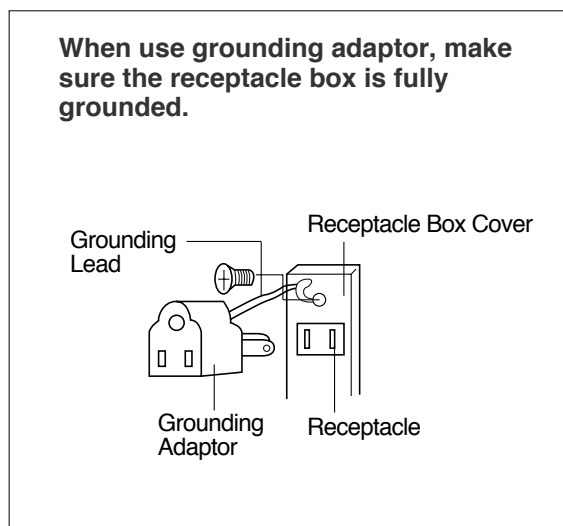 When use grounding adaptor, make
sure the receptacle box is fully
grounded.
Receptacle Box Cover
Grounding
Lead
Grounding
Adaptor
Receptacle